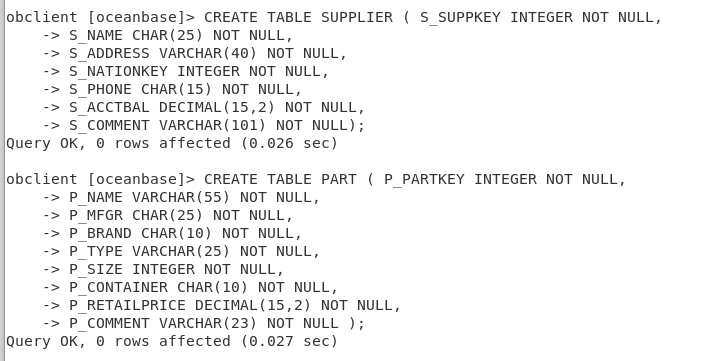 obclient [oceanbase]> CREATE TABLE SUPPLIER ( S_SUPPKEY INTEGER NOT NULL,
    -> S_NAME CHAR(25) NOT NULL,
    -> S_ADDRESS VARCHAR(40) NOT NULL,
    -> S_NATIONKEY INTEGER NOT NULL,
    -> S_PHONE CHAR(15) NOT NULL,
    -> S_ACCTBAL DECIMAL(15,2) NOT NULL,
    -> S_COMMENT VARCHAR(101) NOT NULL);
Query OK, 0 rows affected (0.026 sec)

obclient [oceanbase]> CREATE TABLE PART ( P_PARTKEY INTEGER NOT NULL,
    -> P_NAME VARCHAR(55) NOT NULL,
    -> P_MFGR CHAR(25) NOT NULL,
    -> P_BRAND CHAR(10) NOT NULL,
    -> P_TYPE VARCHAR(25) NOT NULL,
    -> P_SIZE INTEGER NOT NULL,
    -> P_CONTAINER CHAR(10) NOT NULL,
    -> P_RETAILPRICE DECIMAL(15,2) NOT NULL,
    -> P_COMMENT VARCHAR(23) NOT NULL );
Query OK, 0 rows affected (0.027 sec)